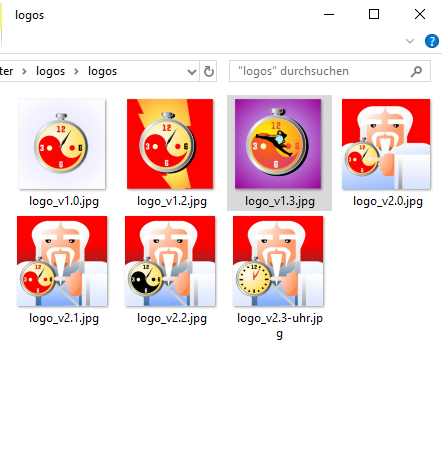 logos
ter › logos › logos
"logos" durchsuchen
logo_v1.0.jpg
logo_v1.2.jpg
logo_v1.3.jpg
logo_v2.0.jpg
logo_v2.1.jpg
logo_v2.2.jpg
logo_v2.3-uhr.jp
g